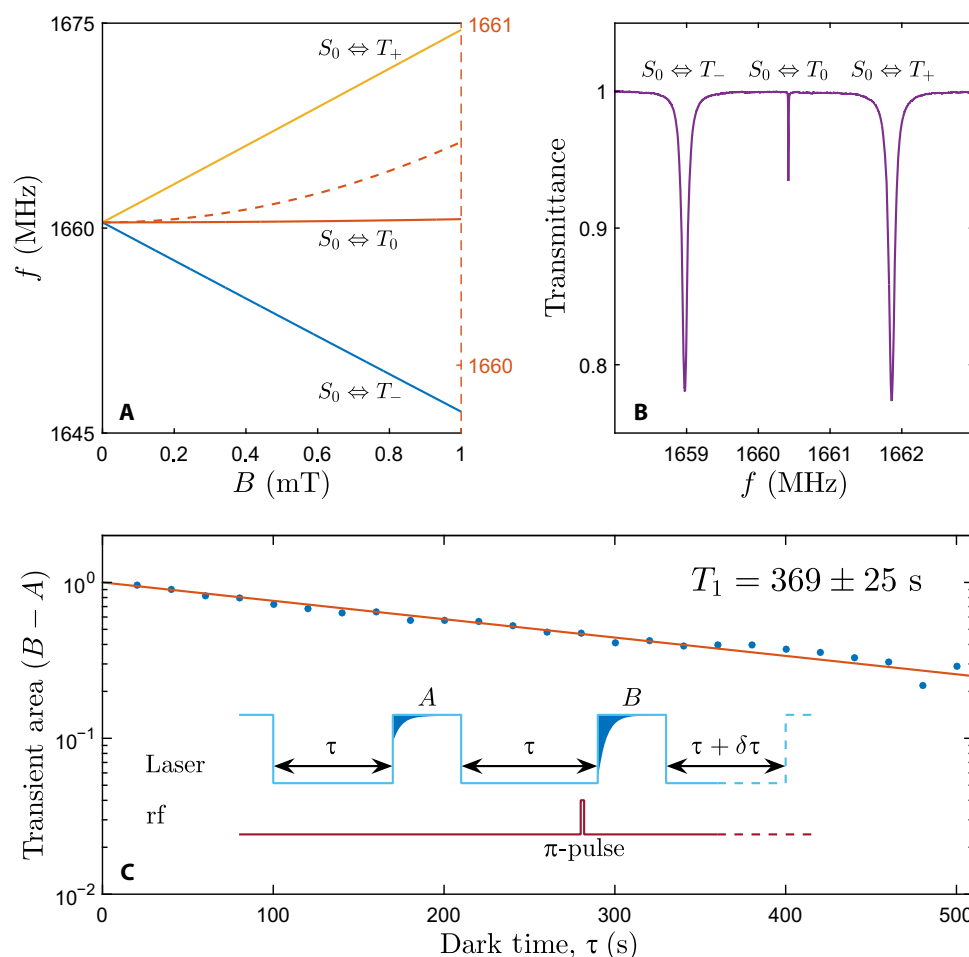 1675
1660
1645
f (MHz)
S₀ ⇔ T₊
S₀ ⇔ T₀
S₀ ⇔ T₋
1661
1660
0 0.2 0.4 0.6 0.8 1
B (mT)
A
S₀ ⇔ T₋ S₀ ⇔ T₀ S₀ ⇔ T₊
1
0.9
0.8
Transmittance
B
1659 1660 1661 1662
f (MHz)
T₁ = 369 ± 25 s
10⁰
10⁻¹
10⁻²
Transient area (B − A)
A B
τ τ τ + δτ
Laser
rf
π-pulse
C
0 100 200 300 400 500
Dark time, τ (s)